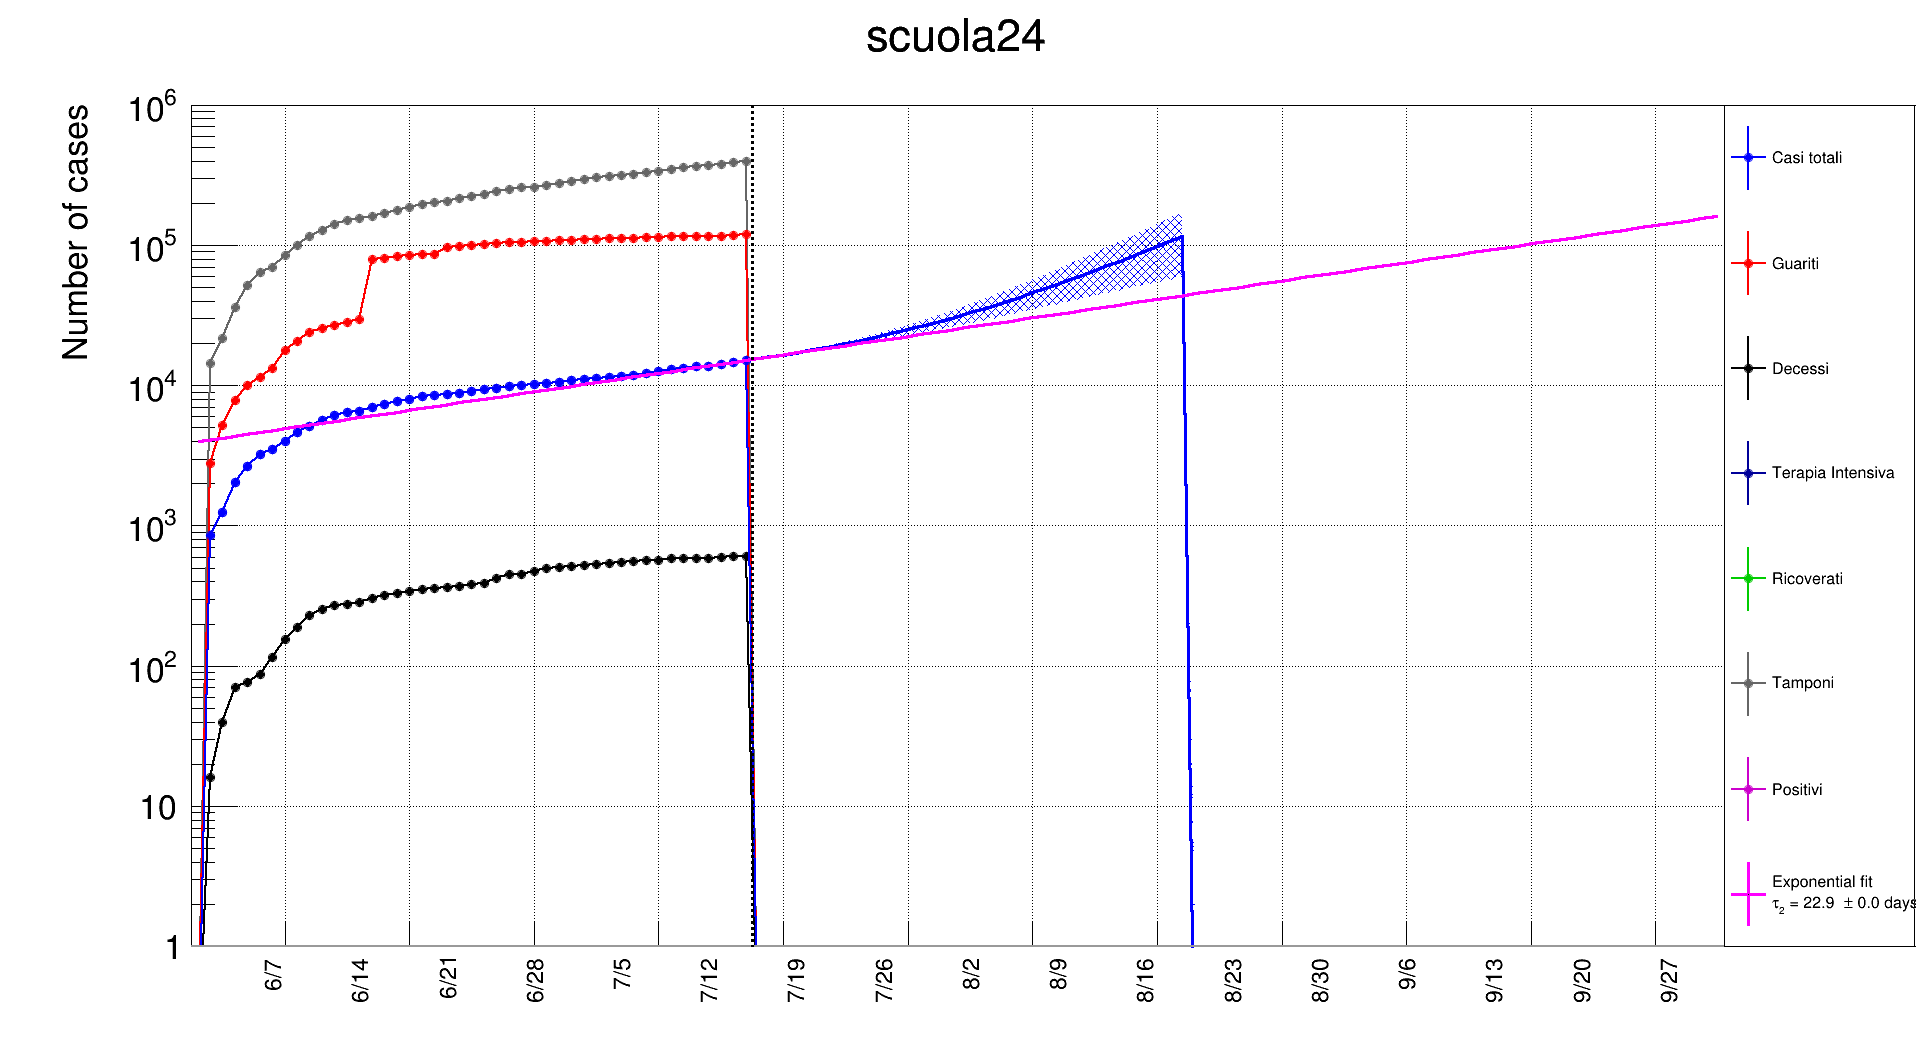 scuola24
Number of cases
10^6
10^5
10^4
10^3
10^2
10
1
6/7
6/14
6/21
6/28
7/5
7/12
7/19
7/26
8/2
8/9
8/16
8/23
8/30
9/6
9/13
9/20
9/27
Casi totali
Guariti
Decessi
Terapia Intensiva
Ricoverati
Tamponi
Positivi
Exponential fit
τ_2 = 22.9 ± 0.0 days